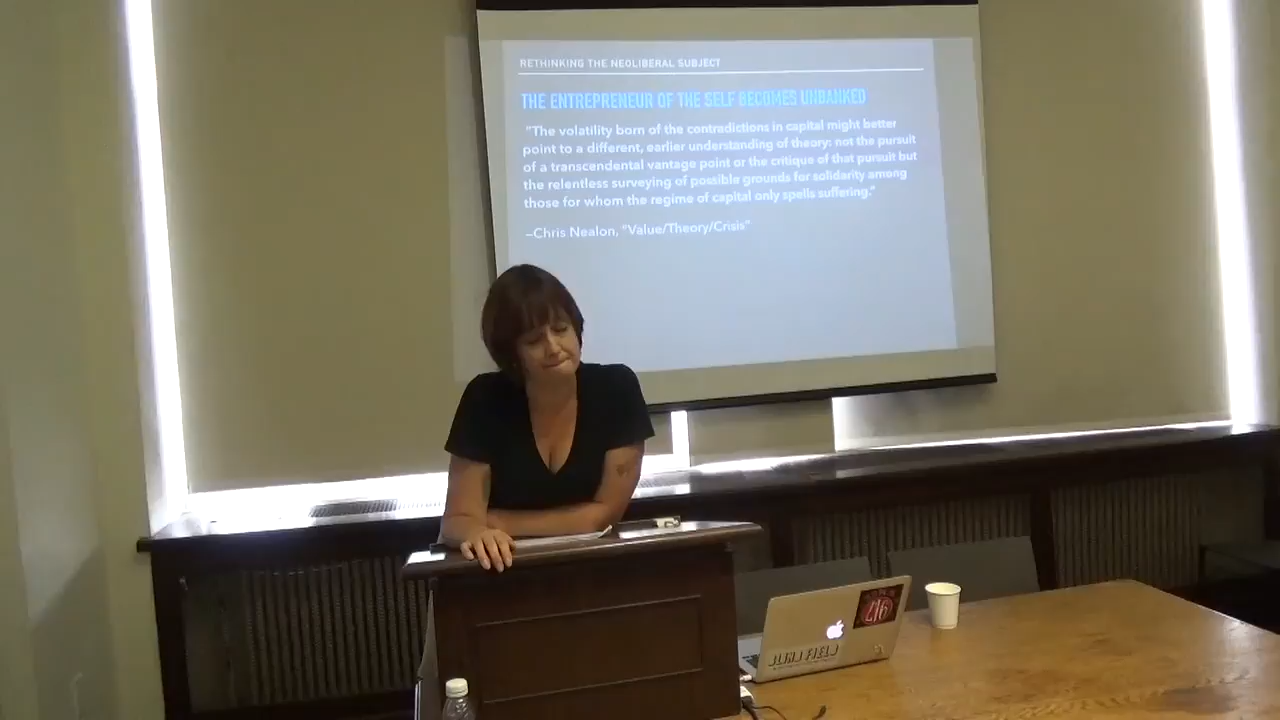 RETHINKING THE NEOLIBERAL SUBJECT
THE ENTREPRENEUR OF THE SELF BECOMES UNBANKED
"The volatility born of the contradictions in capital might better
point to a different, earlier understanding of theory: not the pursuit
of a transcendental vantage point or the critique of that pursuit but
the relentless surveying of possible grounds for solidarity among
those for whom the regime of capital only spells suffering."
—Chris Nealon, "Value/Theory/Crisis"
BLIND FIELD